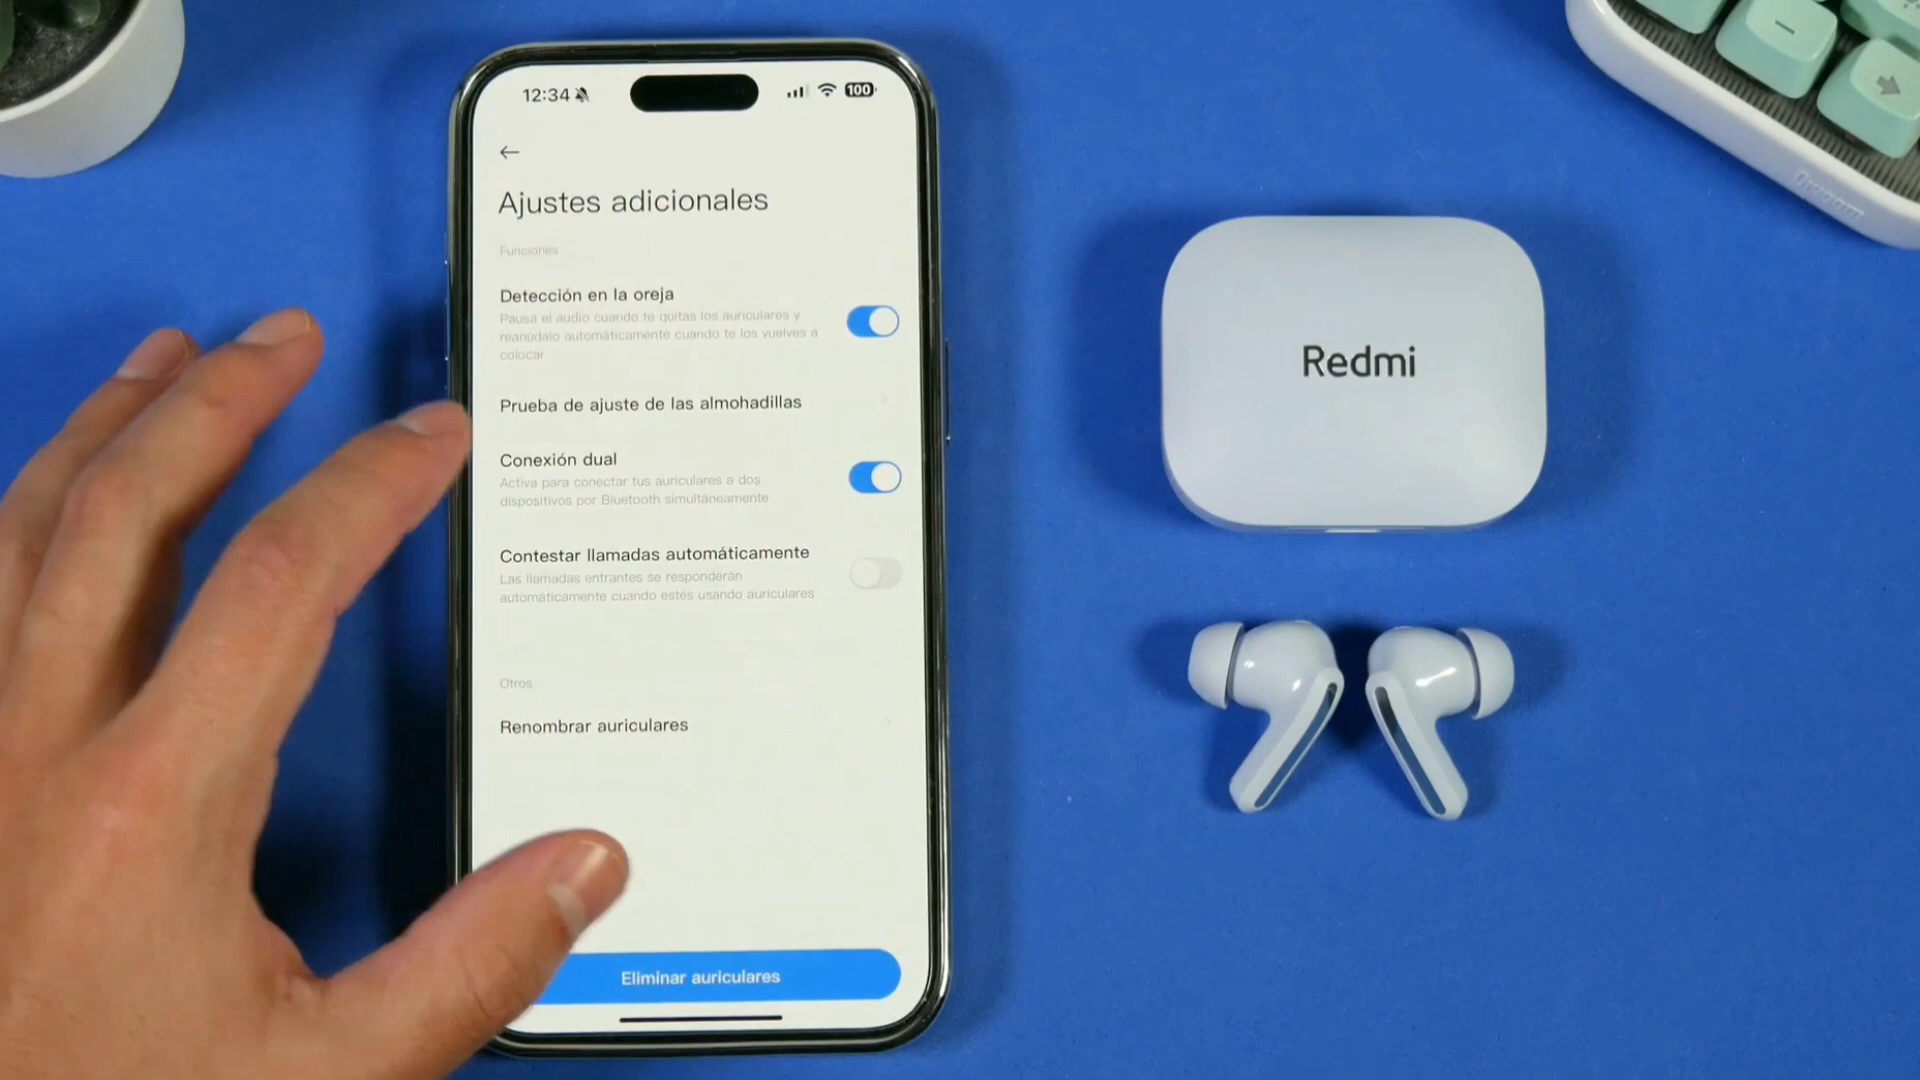 12:34
100
Ajustes adicionales
Funciones
Detección en la oreja
Pausa el audio cuando te quitas los auriculares y
reanúdalo automáticamente cuando te los vuelves a
colocar
Prueba de ajuste de las almohadillas
Conexión dual
Activa para conectar tus auriculares a dos
dispositivos por Bluetooth simultáneamente
Contestar llamadas automáticamente
Las llamadas entrantes se responderán
automáticamente cuando estés usando auriculares
Otros
Renombrar auriculares
Eliminar auriculares
Redmi